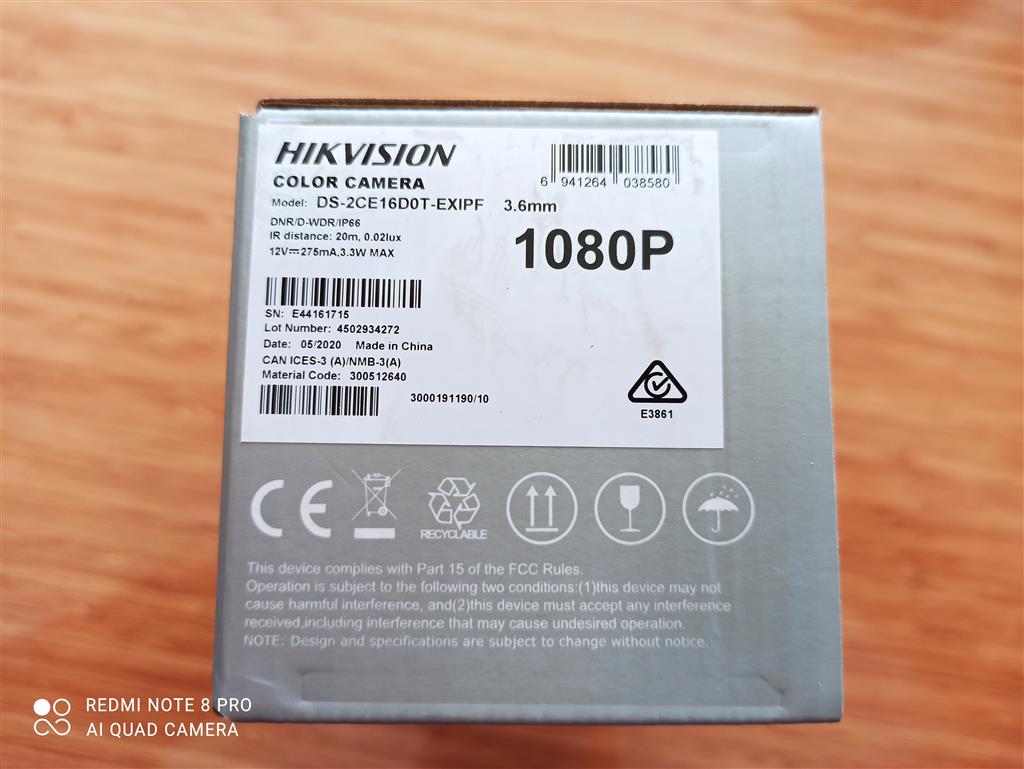 HIKVISION
COLOR CAMERA
Model: DS-2CE16D0T-EXIPF 3.6mm
DNR/D-WDR/IP66
IR distance: 20m, 0.02lux
12V⎓275mA,3.3W MAX
6 941264 038580
1080P
SN: E44161715
Lot Number: 4502934272
Date: 05/2020 Made in China
CAN ICES-3 (A)/NMB-3(A)
Material Code: 300512640
3000191190/10
E3861
CE
RECYCLABLE
This device complies with Part 15 of the FCC Rules.
Operation is subject to the following two conditions:(1)this device may not
cause harmful interference, and(2)this device must accept any interference
received,including interference that may cause undesired operation.
NOTE: Design and specifications are subject to change without notice.
REDMI NOTE 8 PRO
AI QUAD CAMERA